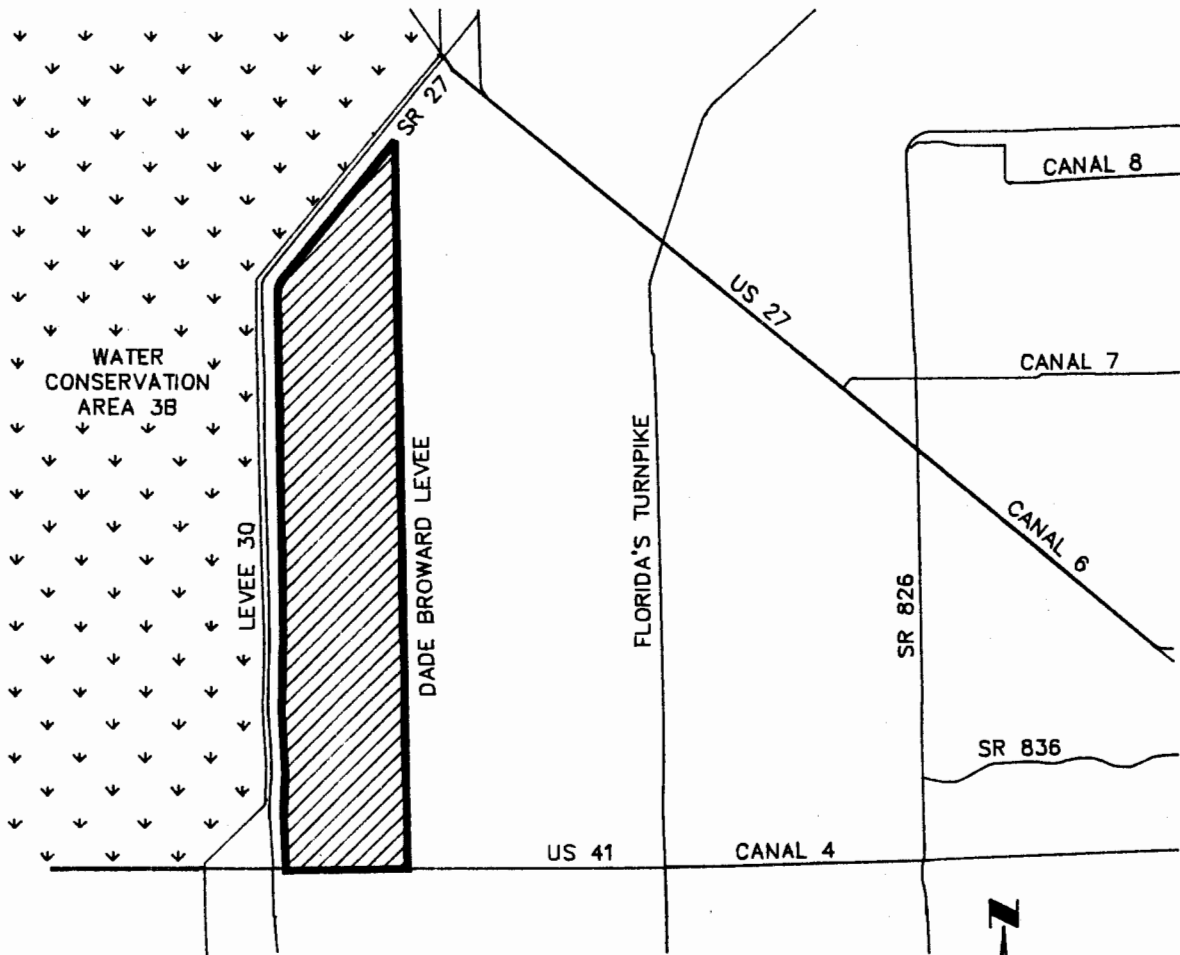 SR 27
CANAL 8
US 27
WATER
CONSERVATION
AREA 3B
CANAL 7
LEVEE 30
DADE BROWARD LEVEE
FLORIDA'S TURNPIKE
CANAL 6
SR 826
SR 836
US 41
CANAL 4
N